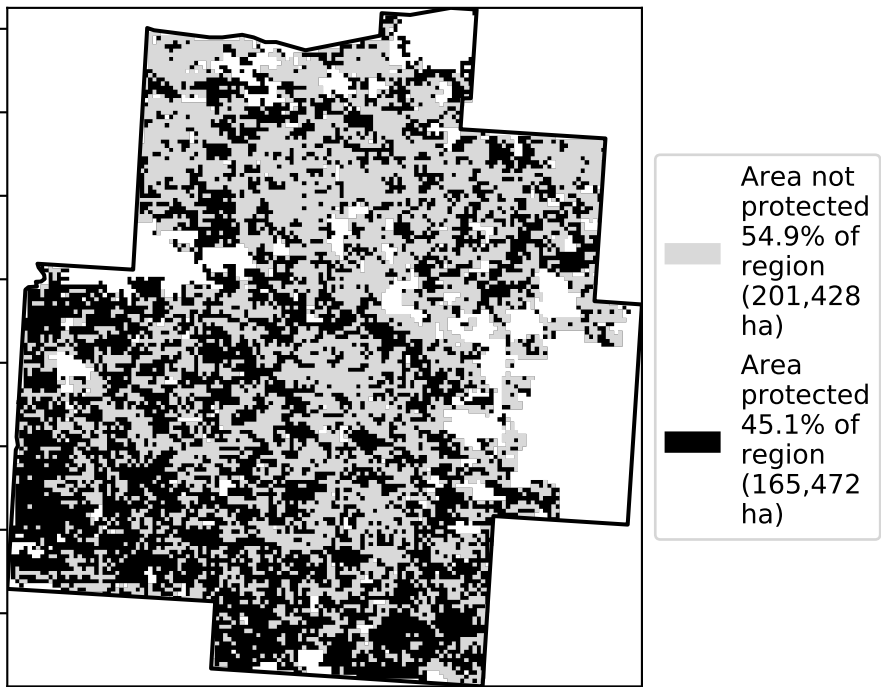 Area not
protected
54.9% of
region
(201,428
ha)
Area
protected
45.1% of
region
(165,472
ha)